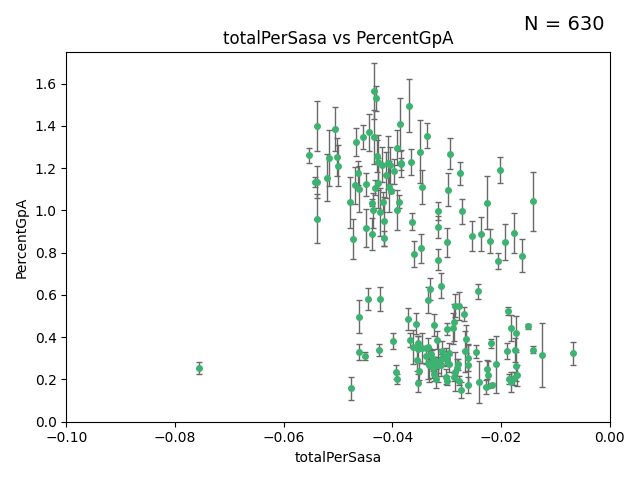 N = 630
totalPerSasa vs PercentGpA
PercentGpA
1.6
1.4
1.2
1.0
0.8
0.6
0.4
0.2
0.0
−0.10 −0.08 −0.06 −0.04 −0.02 0.00
totalPerSasa